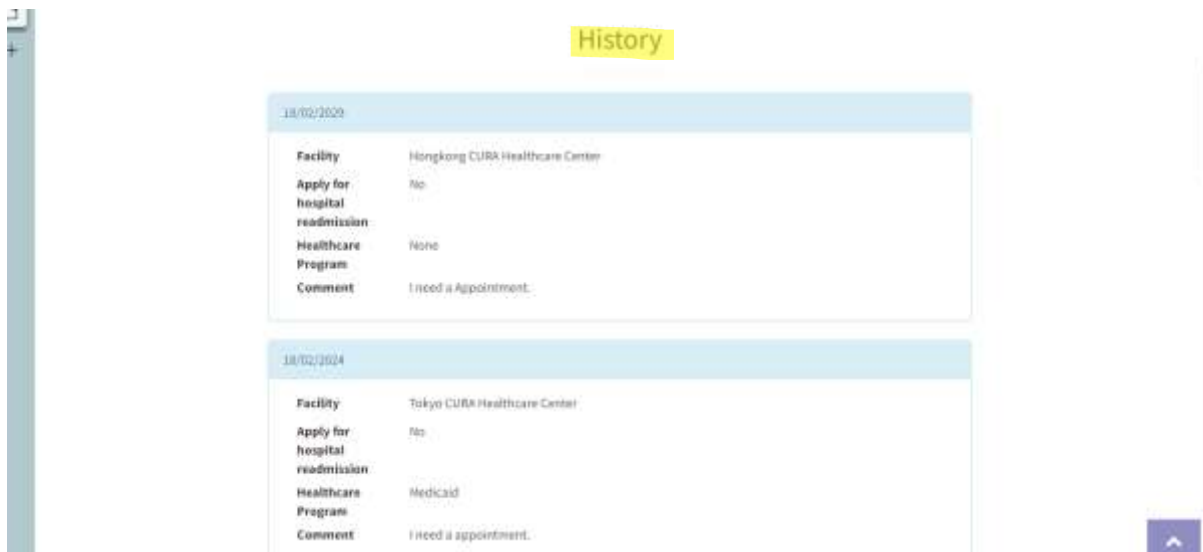 History
18/02/2029
Facility Hongkong CURA Healthcare Center
Apply for No
hospital
readmission
Healthcare None
Program
Comment I need a Appointment.
18/02/2024
Facility Tokyo CURA Healthcare Center
Apply for No
hospital
readmission
Healthcare Medicaid
Program
Comment I need a appointment.